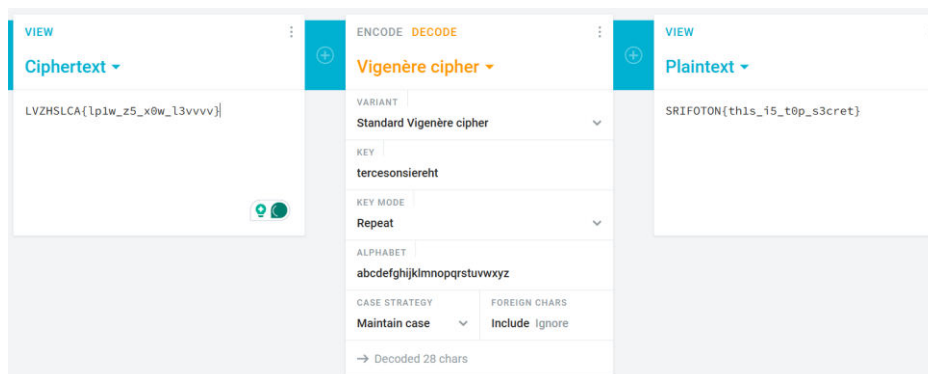 VIEW
Ciphertext
LVZHSLCA{lp1w_z5_x0w_l3vvvv}
ENCODE DECODE
Vigenère cipher
VARIANT
Standard Vigenère cipher
KEY
tercesonsiereht
KEY MODE
Repeat
ALPHABET
abcdefghijklmnopqrstuvwxyz
CASE STRATEGY FOREIGN CHARS
Maintain case Include Ignore
→ Decoded 28 chars
VIEW
Plaintext
SRIFOTON{th1s_i5_t0p_s3cret}